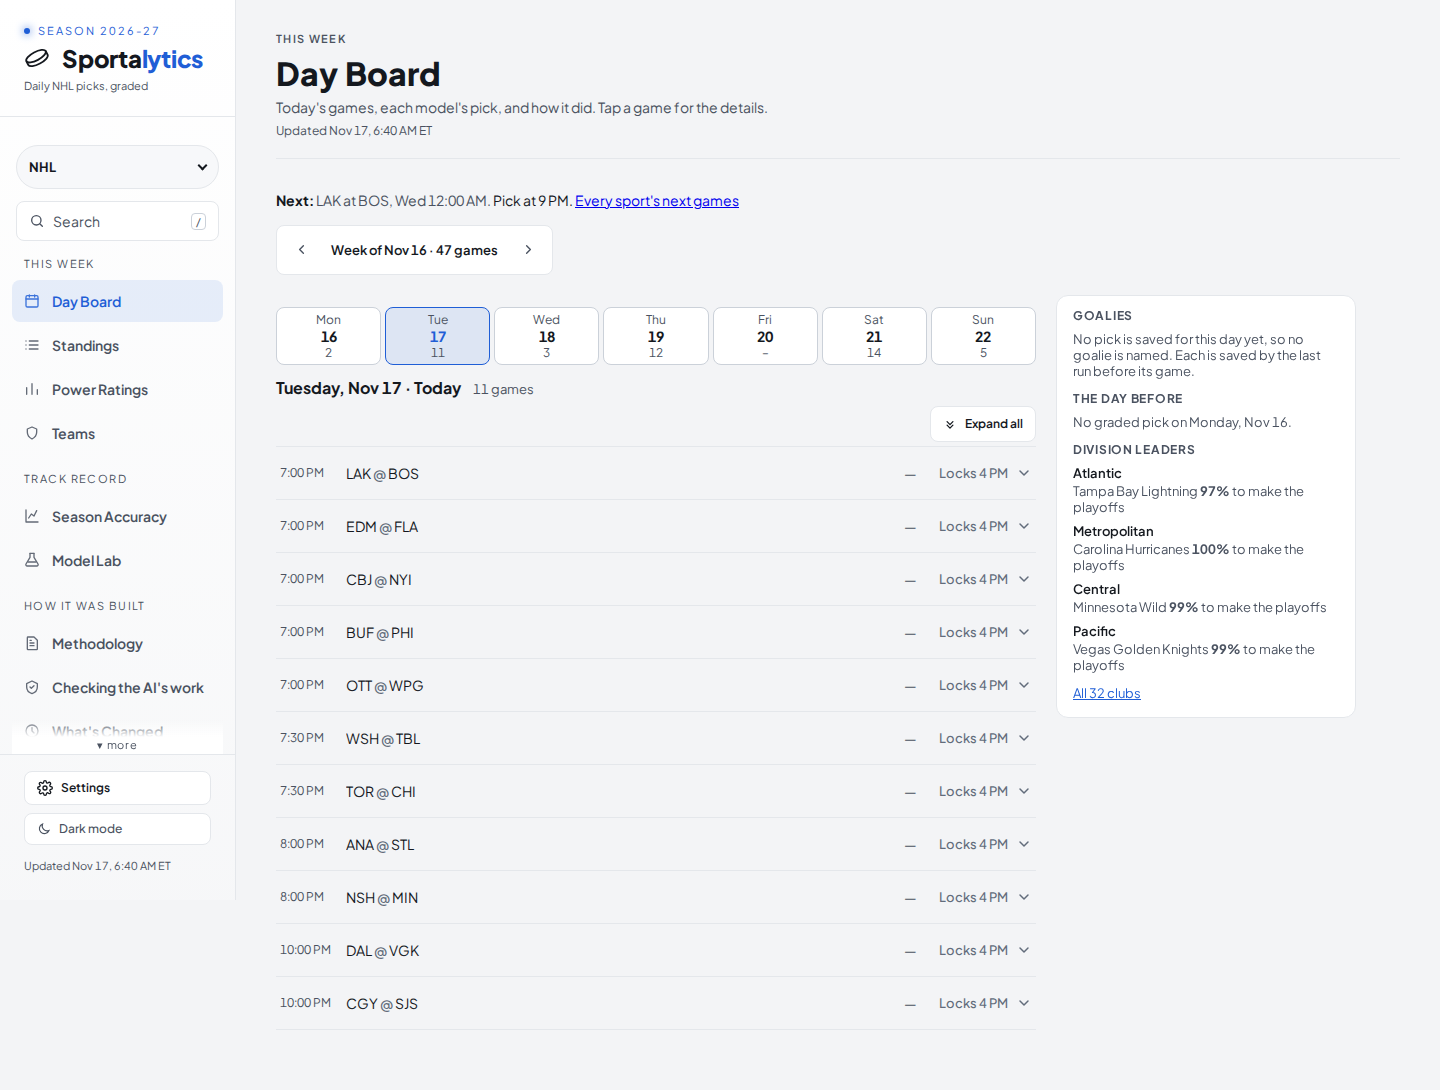 SEASON 2026-27
Sportalytics
Daily NHL picks, graded
NHL
Search /
THIS WEEK
Day Board
Standings
Power Ratings
Teams
TRACK RECORD
Season Accuracy
Model Lab
HOW IT WAS BUILT
Methodology
Checking the AI's work
What's Changed
▾ more
Settings
Dark mode
Updated Nov 17, 6:40 AM ET
THIS WEEK
Day Board
Today's games, each model's pick, and how it did. Tap a game for the details.
Updated Nov 17, 6:40 AM ET
Next: LAK at BOS, Wed 12:00 AM. Pick at 9 PM. Every sport's next games
Week of Nov 16 · 47 games
Mon 16 2
Tue 17 11
Wed 18 3
Thu 19 12
Fri 20 –
Sat 21 14
Sun 22 5
Tuesday, Nov 17 · Today 11 games
Expand all
7:00 PM LAK @ BOS — Locks 4 PM
7:00 PM EDM @ FLA — Locks 4 PM
7:00 PM CBJ @ NYI — Locks 4 PM
7:00 PM BUF @ PHI — Locks 4 PM
7:00 PM OTT @ WPG — Locks 4 PM
7:30 PM WSH @ TBL — Locks 4 PM
7:30 PM TOR @ CHI — Locks 4 PM
8:00 PM ANA @ STL — Locks 4 PM
8:00 PM NSH @ MIN — Locks 4 PM
10:00 PM DAL @ VGK — Locks 4 PM
10:00 PM CGY @ SJS — Locks 4 PM
GOALIES
No pick is saved for this day yet, so no
goalie is named. Each is saved by the last
run before its game.
THE DAY BEFORE
No graded pick on Monday, Nov 16.
DIVISION LEADERS
Atlantic
Tampa Bay Lightning 97% to make the
playoffs
Metropolitan
Carolina Hurricanes 100% to make the
playoffs
Central
Minnesota Wild 99% to make the playoffs
Pacific
Vegas Golden Knights 99% to make the
playoffs
All 32 clubs